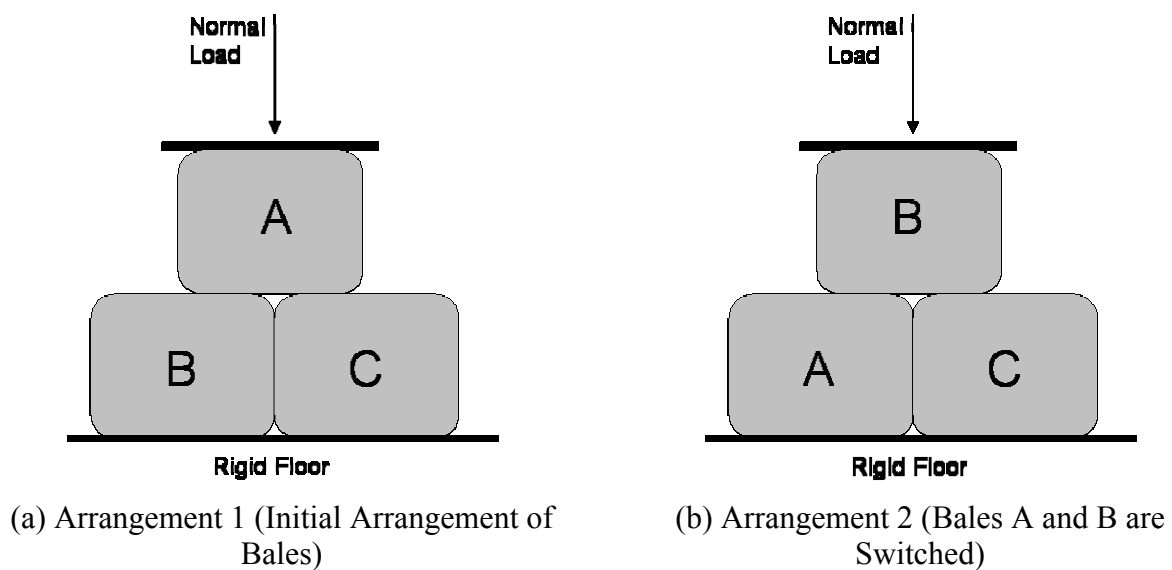 Normal
Load
A
B
C
Rigid Floor
(a) Arrangement 1 (Initial Arrangement of
Bales)
Normal
Load
B
A
C
Rigid Floor
(b) Arrangement 2 (Bales A and B are
Switched)